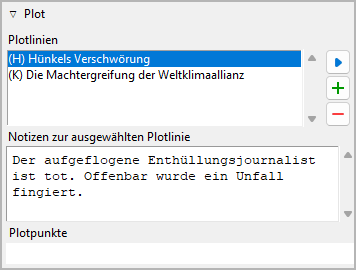 Plot
Plotlinien
(H) Hünkels Verschwörung
(K) Die Machtergreifung der Weltklimaallianz
Notizen zur ausgewählten Plotlinie
Der aufgeflogene Enthüllungsjournalist
ist tot. Offenbar wurde ein Unfall
fingiert.
Plotpunkte